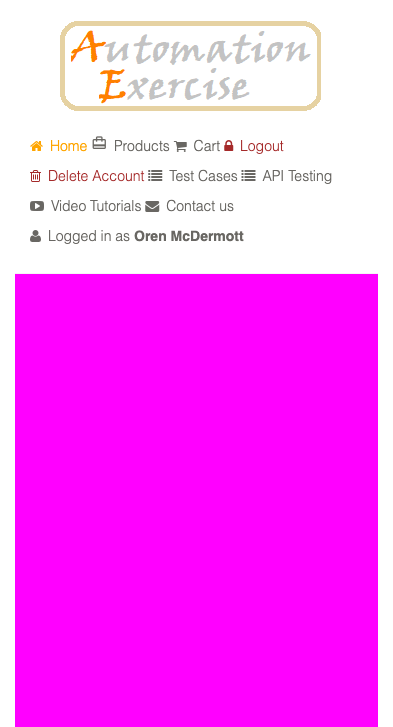 Automation
Exercise
Home Products Cart Logout
Delete Account Test Cases API Testing
Video Tutorials Contact us
Logged in as Oren McDermott